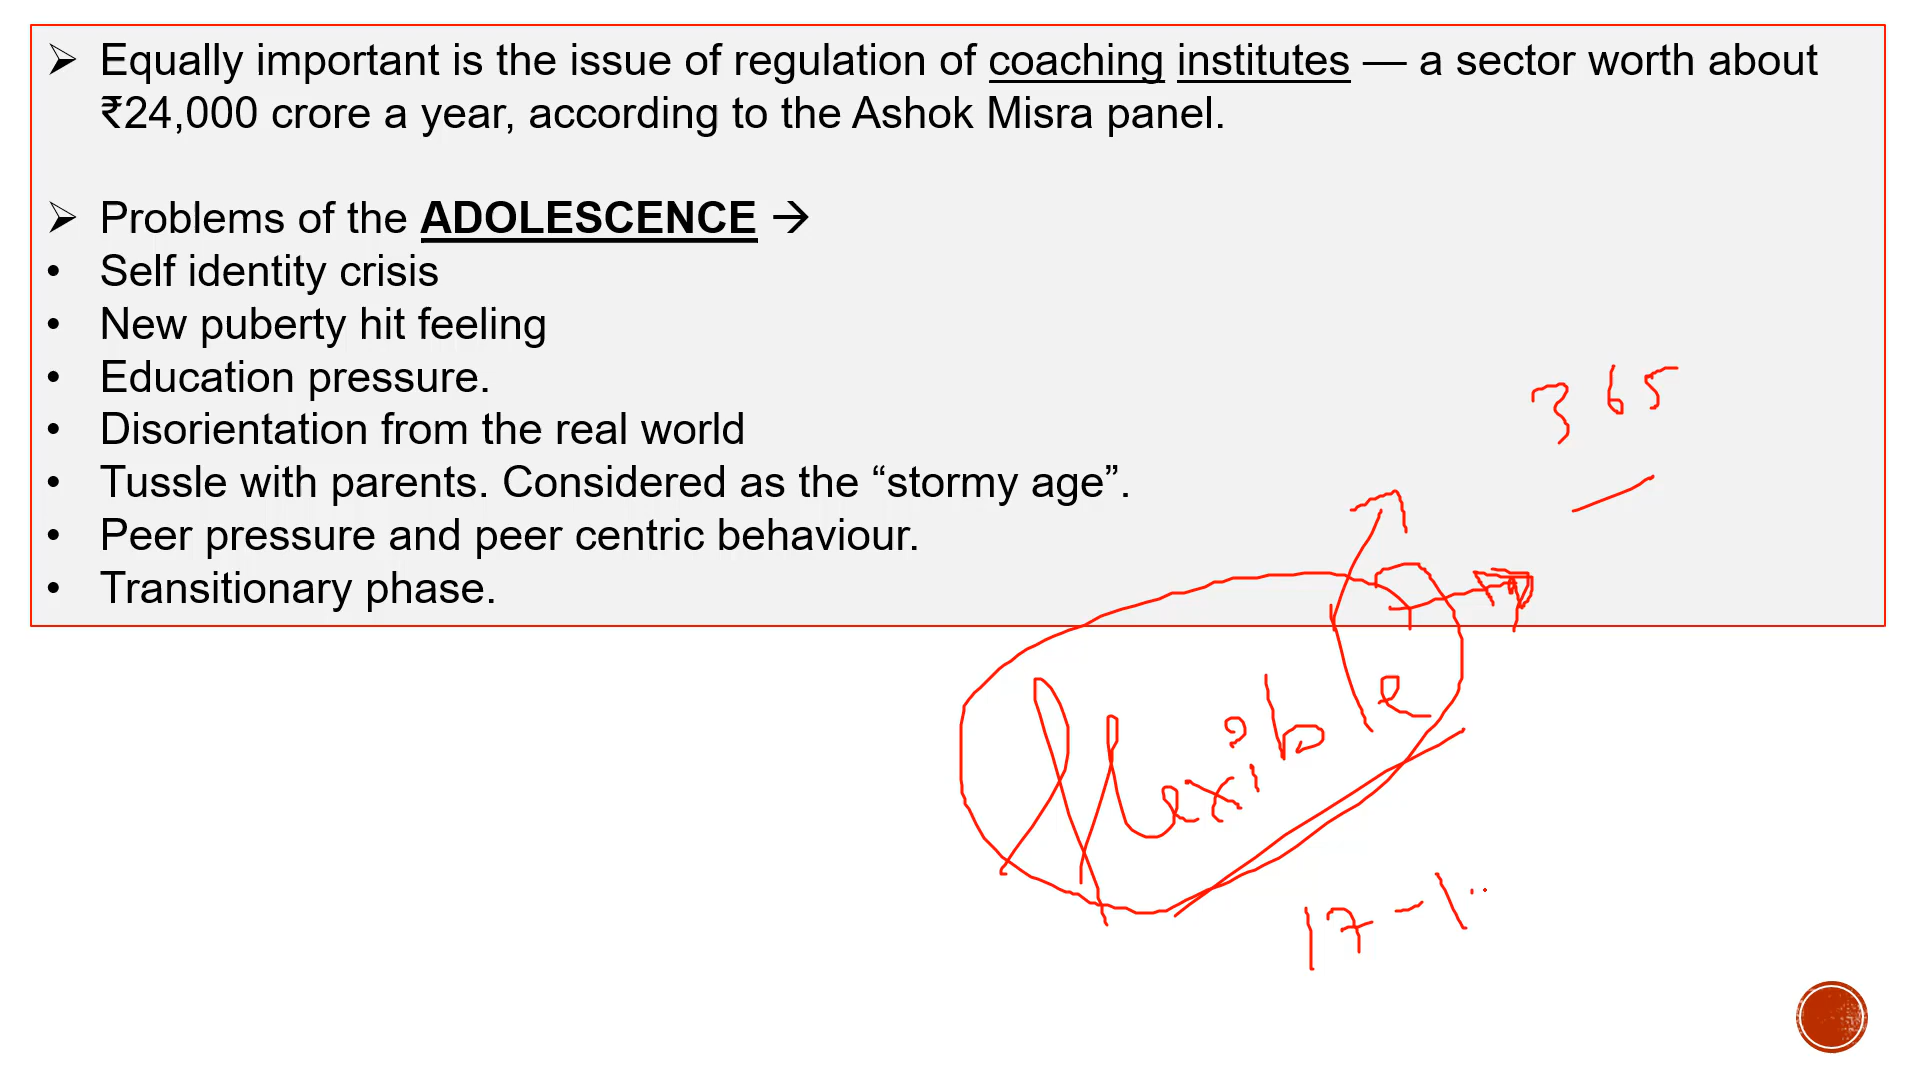 ➢ Equally important is the issue of regulation of coaching institutes — a sector worth about
₹24,000 crore a year, according to the Ashok Misra panel.
➢ Problems of the ADOLESCENCE →
• Self identity crisis
• New puberty hit feeling
• Education pressure.
• Disorientation from the real world
• Tussle with parents. Considered as the “stormy age”.
• Peer pressure and peer centric behaviour.
• Transitionary phase.
365
flexible
17-1